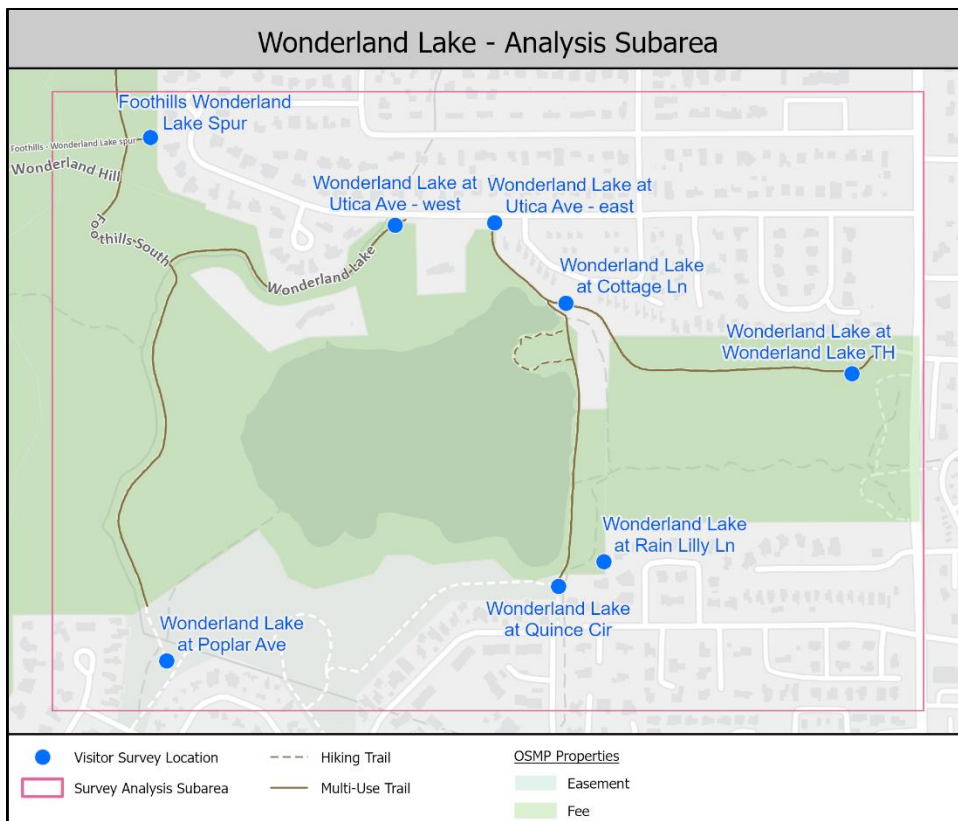 Wonderland Lake - Analysis Subarea
Foothills Wonderland
Lake Spur
Foothills - Wonderland Lake spur
Wonderland Hill
Foothills South
Wonderland Lake at
Utica Ave - west
Wonderland Lake at
Utica Ave - east
Wonderland Lake
Wonderland Lake
at Cottage Ln
Wonderland Lake at
Wonderland Lake TH
Wonderland Lake
at Rain Lilly Ln
Wonderland Lake
at Quince Cir
Wonderland Lake
at Poplar Ave
Visitor Survey Location
Survey Analysis Subarea
Hiking Trail
Multi-Use Trail
OSMP Properties
Easement
Fee